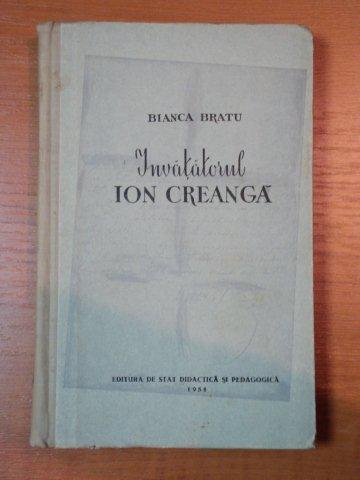 BIANCA BRATU
Învățătorul
ION CREANGĂ
EDITURA DE STAT DIDACTICĂ ȘI PEDAGOGICĂ
1958